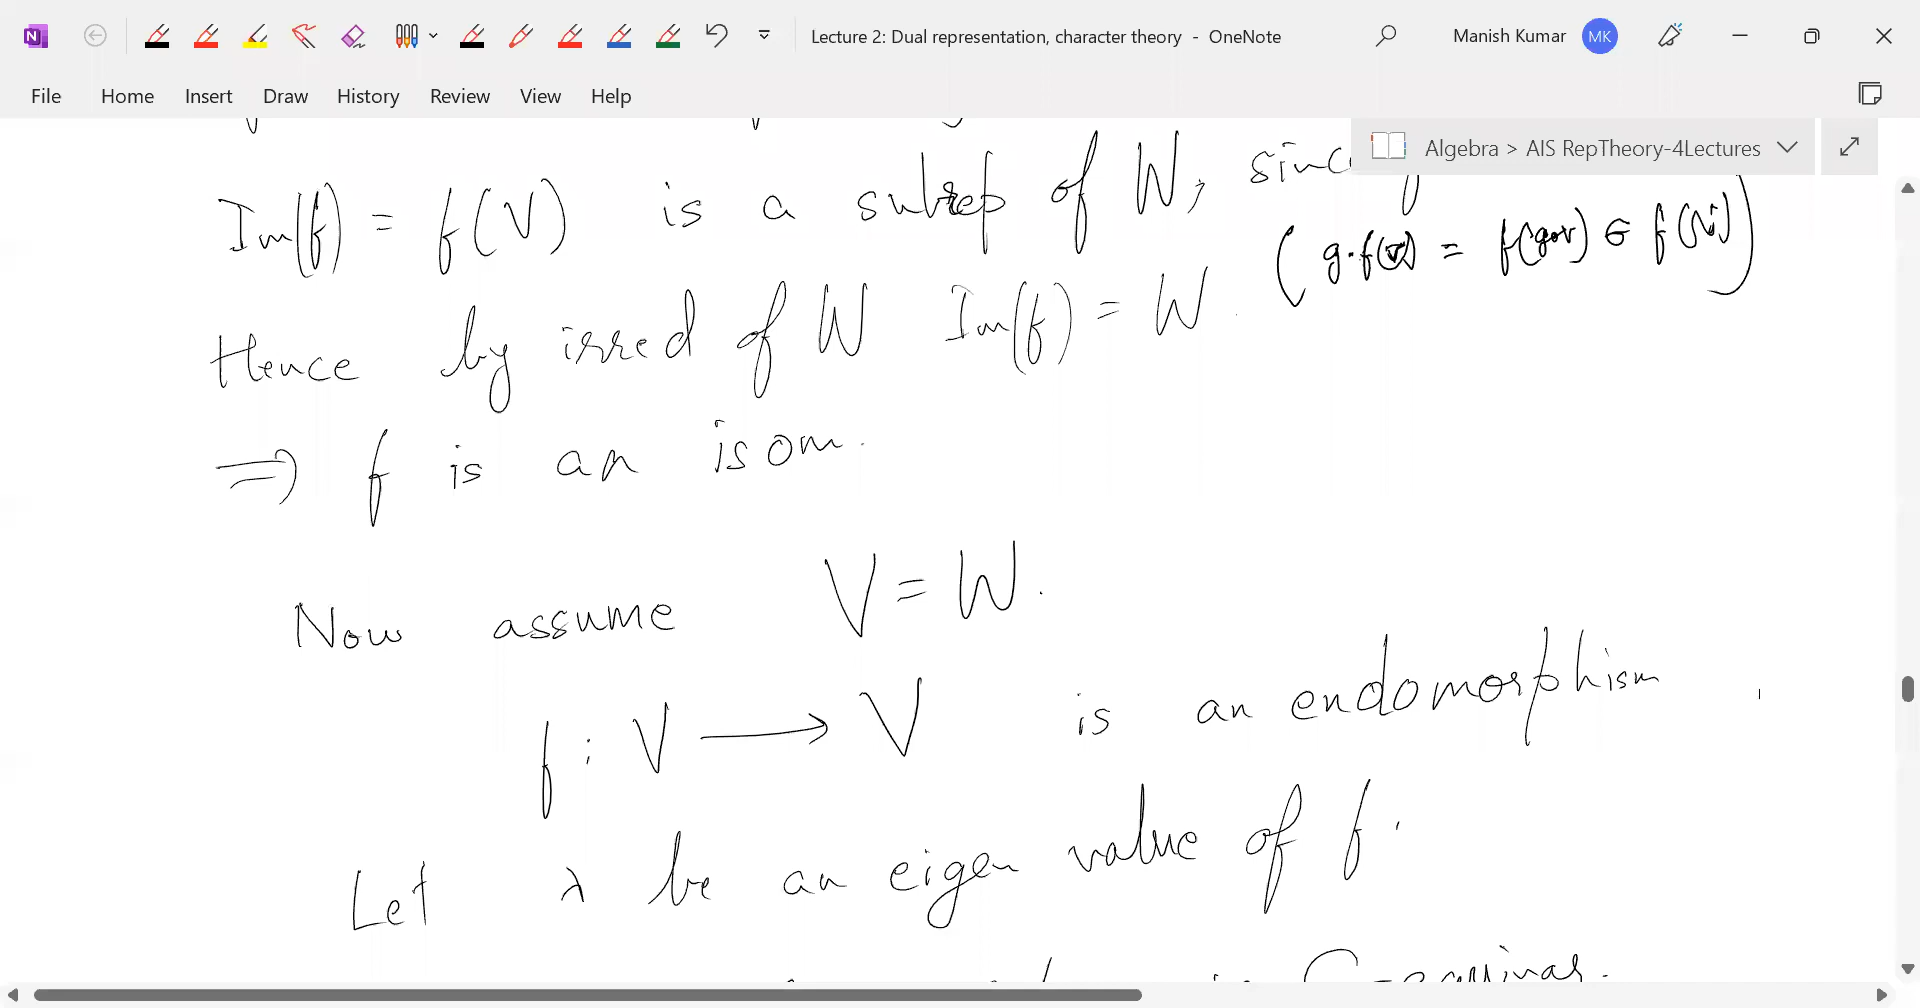 Lecture 2: Dual representation, character theory - OneNote
Manish Kumar MK
File Home Insert Draw History Review View Help
Algebra > AIS RepTheory-4Lectures
Im(f) = f(V) is a subrep of W, since
(g·f(v) = f(g·v) ∈ f(V))
Hence by irred of W Im(f) = W.
⇒ f is an isom.
Now assume V = W.
f : V ⟶ V is an endomorphism.
Let λ be an eigen value of f.